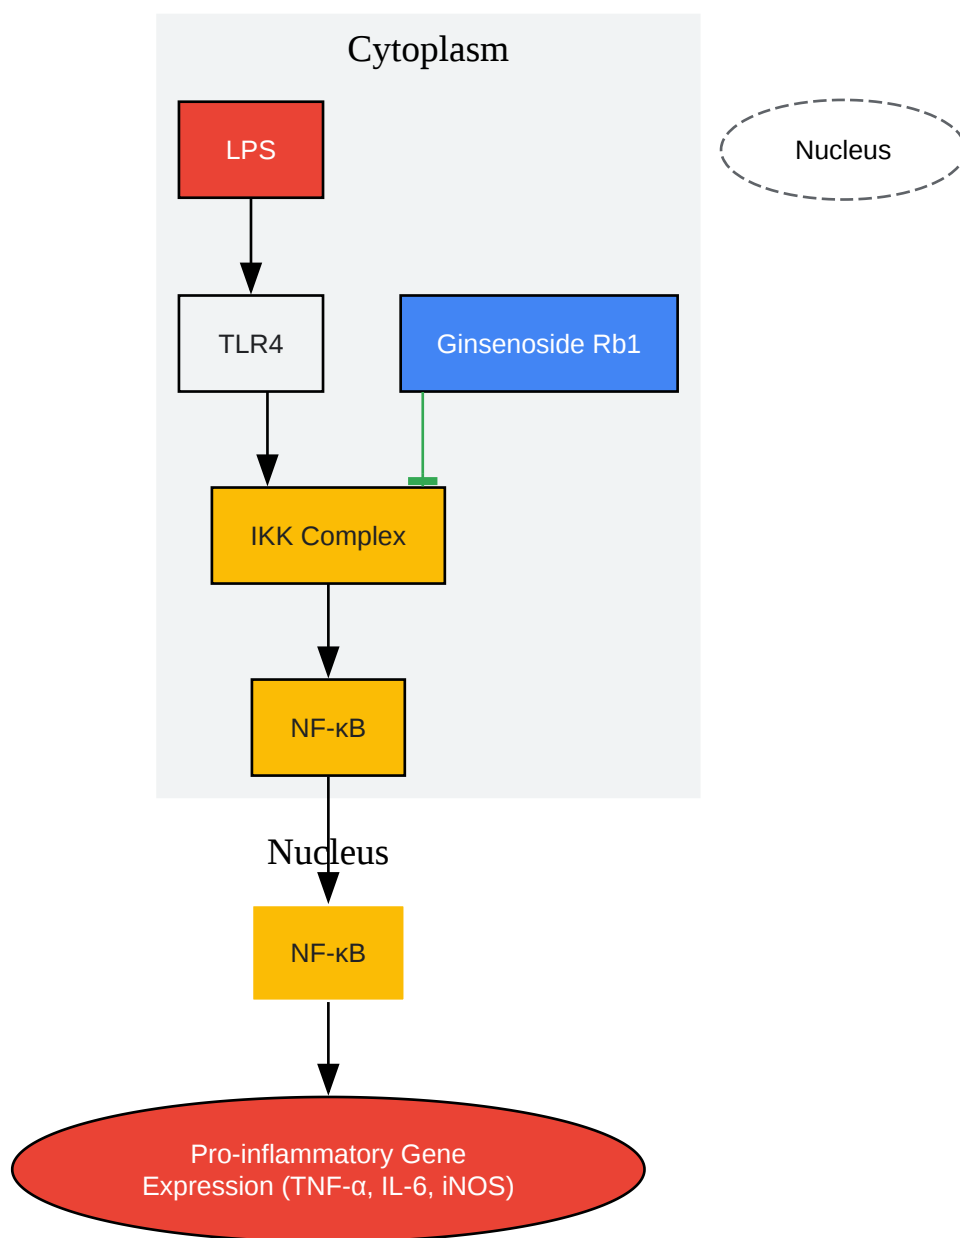 Cytoplasm
LPS
Nucleus
TLR4
Ginsenoside Rb1
IKK Complex
NF-κB
Nucleus
NF-κB
Pro-inflammatory Gene
Expression (TNF-α, IL-6, iNOS)